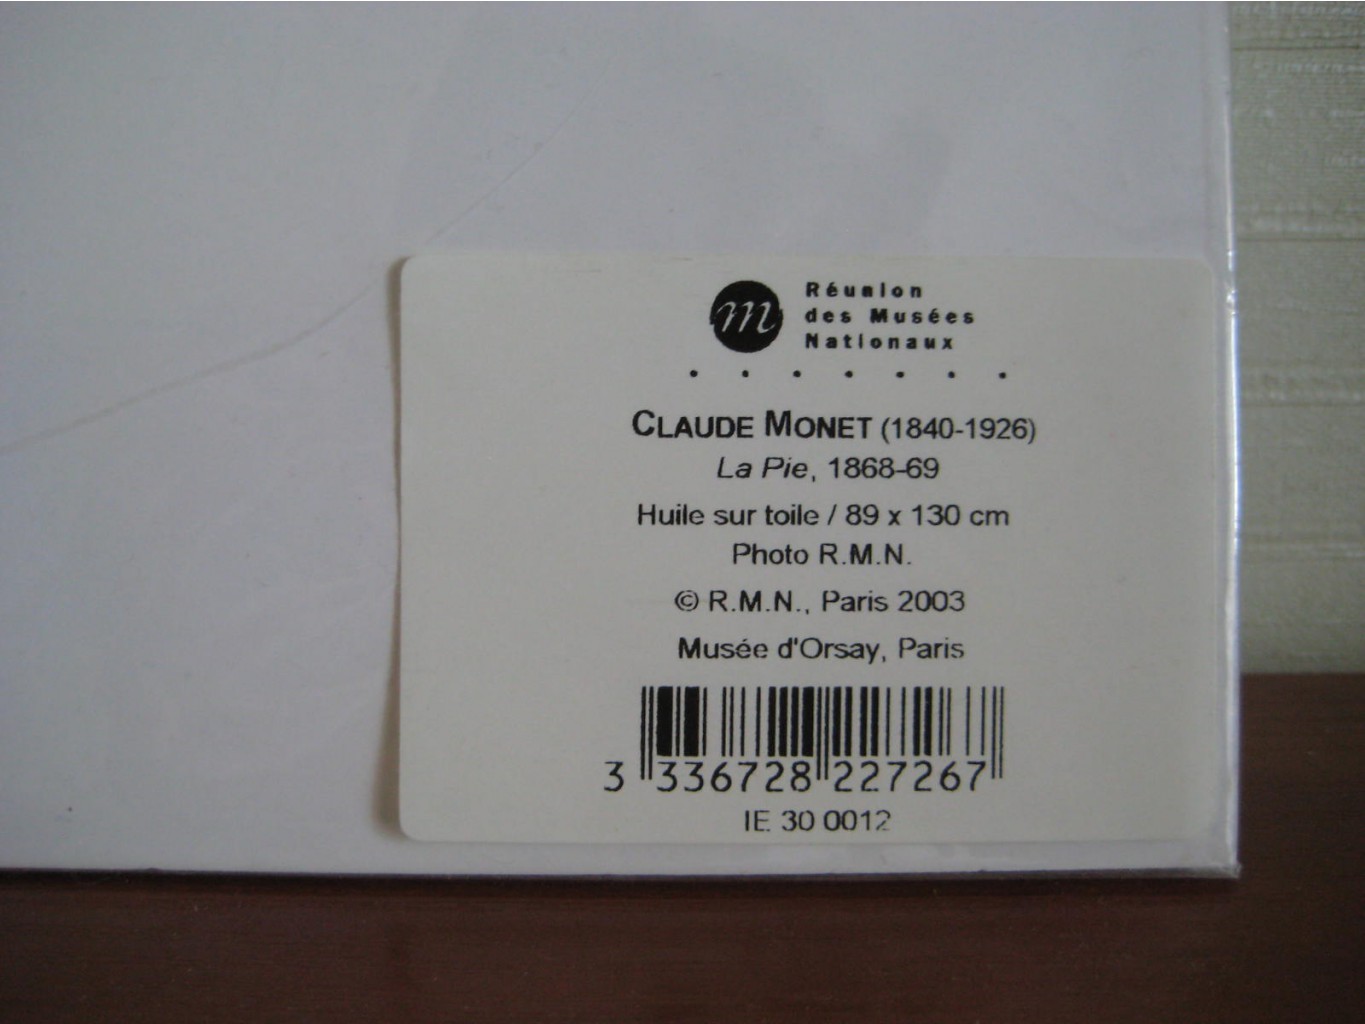 m
Réunion
des Musées
Nationaux
CLAUDE MONET (1840-1926)
La Pie, 1868-69
Huile sur toile / 89 x 130 cm
Photo R.M.N.
© R.M.N., Paris 2003
Musée d'Orsay, Paris
3 336728 227267
IE 30 0012